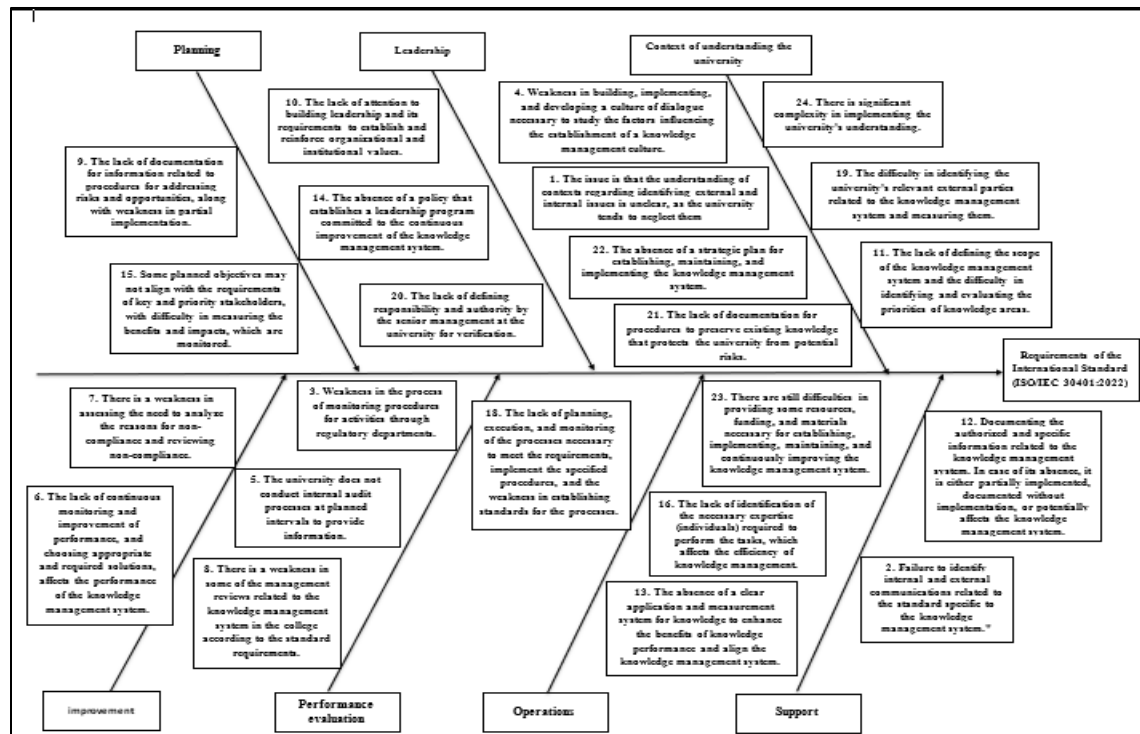 Planning
Leadership
Context of understanding the
university
10. The lack of attention to
building leadership and its
requirements to establish and
reinforce organizational and
institutional values.
4. Weakness in building, implementing,
and developing a culture of dialogue
necessary to study the factors influencing
the establishment of a knowledge
management culture.
24. There is significant
complexity in implementing the
university's understanding.
9. The lack of documentation
for information related to
procedures for addressing
risks and opportunities, along
with weakness in partial
implementation.
14. The absence of a policy that
establishes a leadership program
committed to the continuous
improvement of the knowledge
management system.
1. The issue is that the understanding of
contexts regarding identifying external and
internal issues is unclear, as the university
tends to neglect them
19. The difficulty in identifying the
university's relevant external parties
related to the knowledge management
system and measuring them.
22. The absence of a strategic plan for
establishing, maintaining, and
implementing the knowledge management
system.
11. The lack of defining the scope
of the knowledge management
system and the difficulty in
identifying and evaluating the
priorities of knowledge areas.
15. Some planned objectives may
not align with the requirements
of key and priority stakeholders,
with difficulty in measuring the
benefits and impacts, which are
monitored.
20. The lack of defining
responsibility and authority by
the senior management at the
university for verification.
21. The lack of documentation for
procedures to preserve existing knowledge
that protects the university from potential
risks.
Requirements of the
International Standard
(ISO/IEC 30401:2022)
7. There is a weakness in
assessing the need to analyze
the reasons for non-
compliance and reviewing
non-compliance.
3. Weakness in the process
of monitoring procedures
for activities through
regulatory departments.
18. The lack of planning,
execution, and monitoring
of the processes necessary
to meet the requirements,
implement the specified
procedures, and the
weakness in establishing
standards for the processes.
23. There are still difficulties in
providing some resources,
funding, and materials
necessary for establishing,
implementing, maintaining, and
continuously improving the
knowledge management system.
12. Documenting the
authorized and specific
information related to the
knowledge management
system. In case of its absence, it
is either partially implemented,
documented without
implementation, or potentially
affects the knowledge
management system.
6. The lack of continuous
monitoring and
improvement of
performance, and
choosing appropriate
and required solutions,
affects the performance
of the knowledge
management system.
5. The university does not
conduct internal audit
processes at planned
intervals to provide
information.
16. The lack of identification of
the necessary expertise
(individuals) required to
perform the tasks, which
affects the efficiency of
knowledge management.
8. There is a weakness in
some of the management
reviews related to the
knowledge management
system in the college
according to the standard
requirements.
13. The absence of a clear
application and measurement
system for knowledge to enhance
the benefits of knowledge
performance and align the
knowledge management system.
2. Failure to identify
internal and external
communications related to
the standard specific to
the knowledge
management system."
improvement
Performance
evaluation
Operations
Support